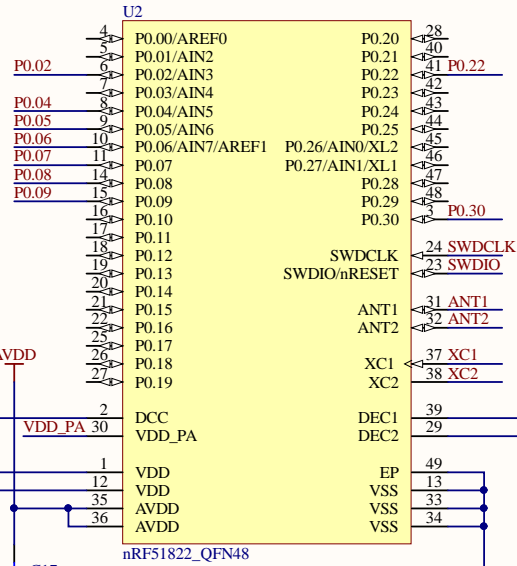 U2
4 P0.00/AREF0 P0.20 28
5 P0.01/AIN2 P0.21 40
P0.02 6 P0.02/AIN3 P0.22 41 P0.22
7 P0.03/AIN4 P0.23 42
P0.04 8 P0.04/AIN5 P0.24 43
P0.05 9 P0.05/AIN6 P0.25 44
P0.06 10 P0.06/AIN7/AREF1 P0.26/AIN0/XL2 45
P0.07 11 P0.07 P0.27/AIN1/XL1 46
P0.08 14 P0.08 P0.28 47
P0.09 15 P0.09 P0.29 48
16 P0.10 P0.30 3 P0.30
17 P0.11
18 P0.12 SWDCLK 24 SWDCLK
19 P0.13 SWDIO/nRESET 23 SWDIO
20 P0.14
21 P0.15 ANT1 31 ANT1
22 P0.16 ANT2 32 ANT2
25 P0.17
AVDD 26 P0.18 XC1 37 XC1
27 P0.19 XC2 38 XC2
2 DCC DEC1 39
VDD_PA 30 VDD_PA DEC2 29
1 VDD EP 49
12 VDD VSS 13
35 AVDD VSS 33
36 AVDD VSS 34
nRF51822_QFN48